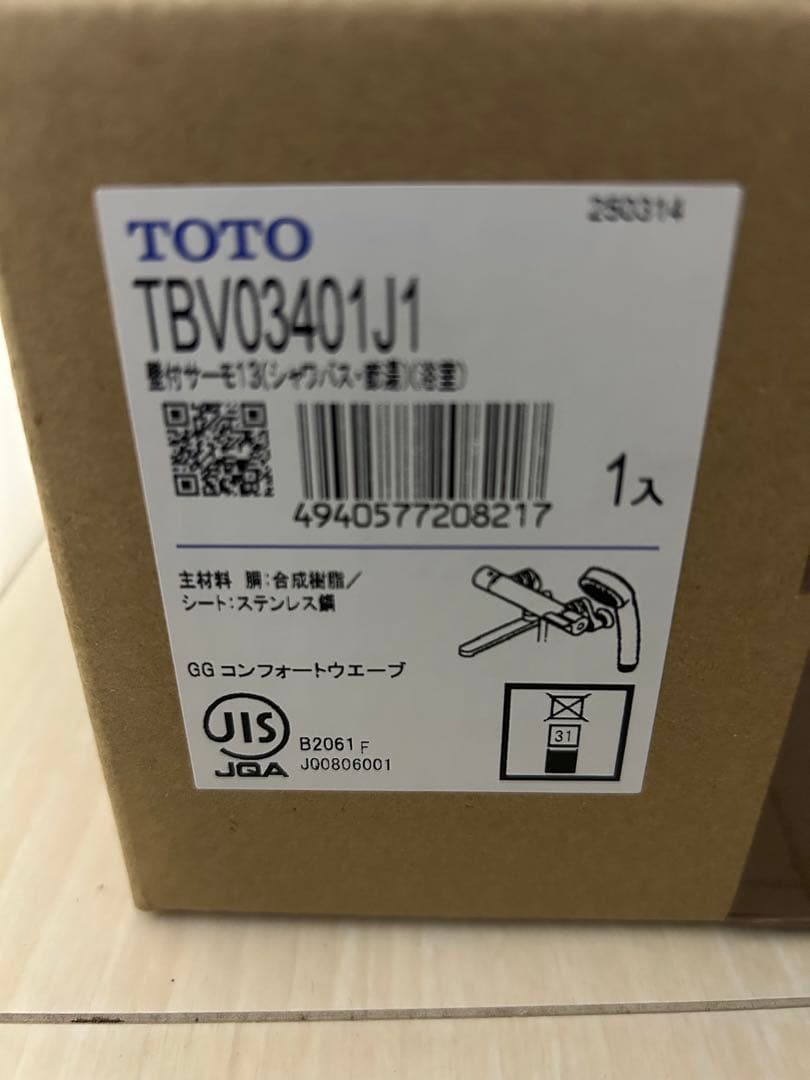 250314
TOTO
TBV03401J1
壁付サーモ13(シャワバス・節湯)(浴室)
4940577208217
1入
主材料 胴:合成樹脂/
シート:ステンレス鋼
GG コンフォートウエーブ
JIS
JQA
B2061 F
JQ0806001
31